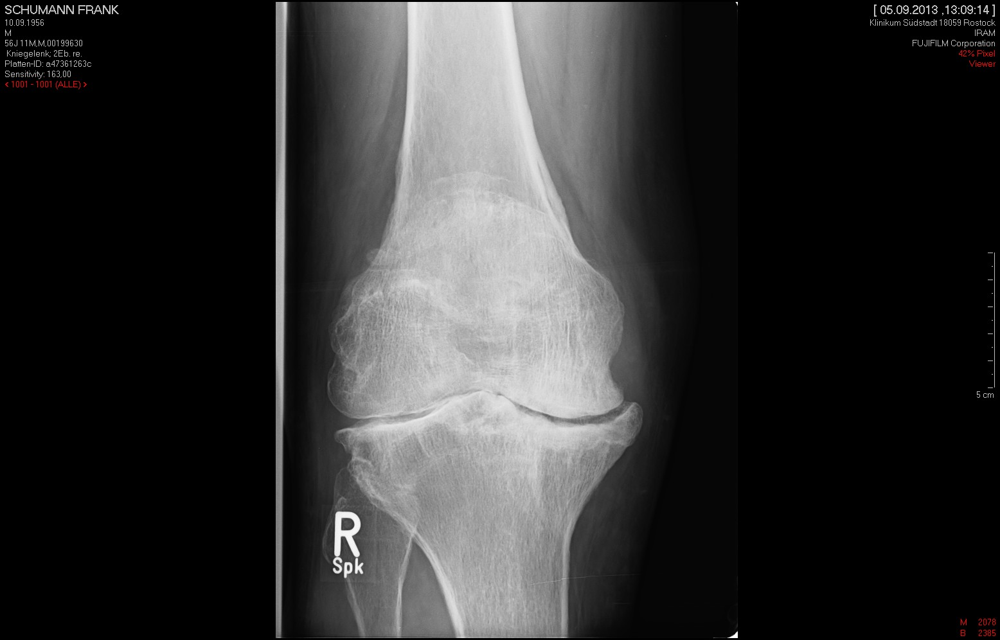 SCHUMANN FRANK
10.09.1956
M
56J 11M,M,00199630
Kniegelenk; 2Eb. re.
Platten-ID: a47361263c
Sensitivity: 163,00
< 1001 - 1001 (ALLE) >
[ 05.09.2013 ,13:09:14 ]
Klinikum Südstadt 18059 Rostock
IRAM
FUJIFILM Corporation
42% Pixel
Viewer
5 cm
R
Spk
M 2078
B 2385